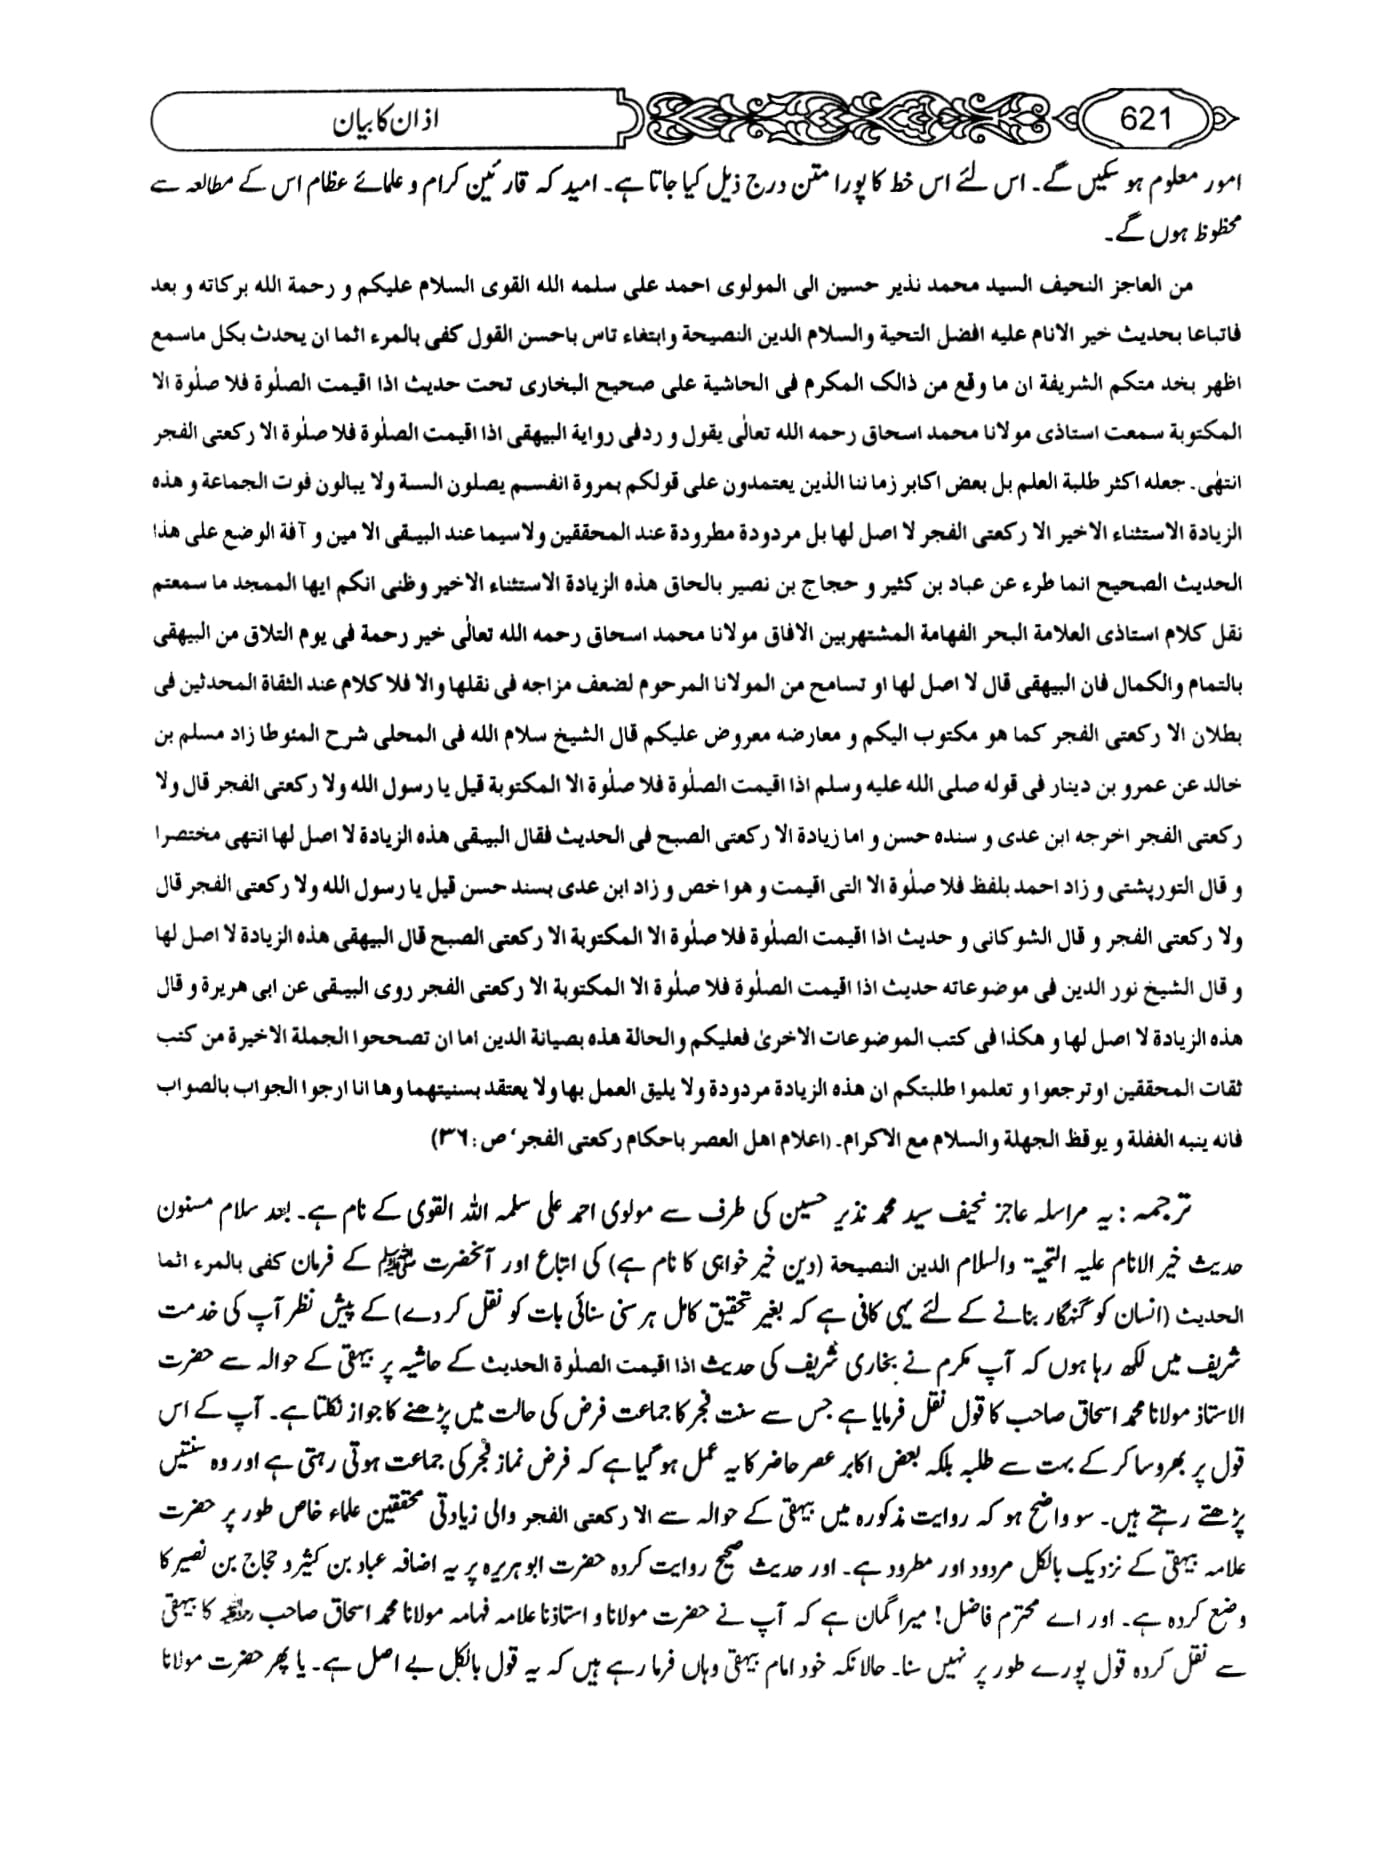 621
اذان کا بیان
امور معلوم ہو سکیں گے۔ اس لئے اس خط کا پورا متن درج ذیل کیا جاتا ہے۔ امید کہ قارئین کرام و علمائے عظام اس کے مطالعہ سے
محظوظ ہوں گے۔
من العاجز النحیف السید محمد نذیر حسین الی المولوی احمد علی سلمه الله القوی السلام علیکم و رحمة الله برکاته و بعد
فاتباعا بحدیث خیر الانام علیه افضل التحیة والسلام الدین النصیحة وابتغاء تاس باحسن القول کفی بالمرء اثما ان یحدث بکل ماسمع
اظهر بخد متکم الشریفة ان ما وقع من ذالک المکرم فی الحاشیة علی صحیح البخاری تحت حدیث اذا اقیمت الصلٰوة فلا صلٰوة الا
المکتوبة سمعت استاذی مولانا محمد اسحاق رحمه الله تعالٰی یقول و ردفی روایة البیهقی اذا اقیمت الصلٰوة فلا صلٰوة الا رکعتی الفجر
انتهٰی۔ جعله اکثر طلبة العلم بل بعض اکابر زما ننا الذین یعتمدون علی قولکم بمروة انفسم یصلون السة ولا یبالون فوت الجماعة و هذه
الزیادة الاستثناء الاخیر الا رکعتی الفجر لا اصل لها بل مردودة مطرودة عند المحققین ولاسیما عند البیہقی الا مین و آفة الوضع علی هذا
الحدیث الصحیح انما طرء عن عباد بن کثیر و حجاج بن نصیر بالحاق هذه الزیادة الاستثناء الاخیر وظنی انکم ایها الممجد ما سمعتم
نقل کلام استاذی العلامة البحر الفهامة المشتهربین الافاق مولانا محمد اسحاق رحمه الله تعالٰی خیر رحمة فی یوم التلاق من البیهقی
بالتمام والکمال فان البیهقی قال لا اصل لها او تسامح من المولانا المرحوم لضعف مزاجه فی نقلها والا فلا کلام عند الثقاة المحدثین فی
بطلان الا رکعتی الفجر کما هو مکتوب الیکم و معارضه معروض علیکم قال الشیخ سلام الله فی المحلی شرح المئوطا زاد مسلم بن
خالد عن عمرو بن دینار فی قوله صلی الله علیه وسلم اذا اقیمت الصلٰوة فلا صلٰوة الا المکتوبة قیل یا رسول الله ولا رکعتی الفجر قال ولا
رکعتی الفجر اخرجه ابن عدی و سنده حسن و اما زیادة الا رکعتی الصبح فی الحدیث فقال البیہقی هذه الزیادة لا اصل لها انتهی مختصرا
و قال التورپشتی و زاد احمد بلفظ فلا صلٰوة الا التی اقیمت و هوا خص و زاد ابن عدی بسند حسن قیل یا رسول الله ولا رکعتی الفجر قال
ولا رکعتی الفجر و قال الشوکانی و حدیث اذا اقیمت الصلٰوة فلا صلٰوة الا المکتوبة الا رکعتی الصبح قال البیهقی هذه الزیادة لا اصل لها
و قال الشیخ نور الدین فی موضوعاته حدیث اذا اقیمت الصلٰوة فلا صلٰوة الا المکتوبة الا رکعتی الفجر روی البیہقی عن ابی هریرة و قال
هذه الزیادة لا اصل لها و هکذا فی کتب الموضوعات الاخریٰ فعلیکم والحالة هذه بصیانة الدین اما ان تصححوا الجملة الاخیرة من کتب
ثقات المحققین او ترجعوا و تعلموا طلبتکم ان هذه الزیادة مردودة ولا یلیق العمل بها ولا یعتقد بسنیتهما وها انا ارجوا الجواب بالصواب
فانه ینبه الغفلة و یوقظ الجهلة والسلام مع الاکرام۔ (اعلام اهل العصر باحکام رکعتی الفجر، ص: ۳۶)
ترجمہ: یہ مراسلہ عاجز نحیف سید محمد نذیر حسین کی طرف سے مولوی احمد علی سلمہ اللہ القوی کے نام ہے۔ بعد سلام مسنون
حدیث خیر الانام علیہ التحیۃ والسلام الدین النصیحة (دین خیر خواہی کا نام ہے) کی اتباع اور آنحضرت ﷺ کے فرمان کفی بالمرء اثما
الحدیث (انسان کو گنہگار بنانے کے لئے یہی کافی ہے کہ بغیر تحقیق کامل ہر سنی سنائی بات کو نقل کر دے) کے پیش نظر آپ کی خدمت
شریف میں لکھ رہا ہوں کہ آپ مکرم نے بخاری شریف کی حدیث اذا اقیمت الصلٰوة الحدیث کے حاشیہ پر بیہقی کے حوالہ سے حضرت
الاستاذ مولانا محمد اسحاق صاحب کا قول نقل فرمایا ہے جس سے سنت فجر کا جماعت فرض کی حالت میں پڑھنے کا جواز نکلتا ہے۔ آپ کے اس
قول پر بھروسا کر کے بہت سے طلبہ بلکہ بعض اکابر عصر حاضر کا یہ عمل ہو گیا ہے کہ فرض نماز فجر کی جماعت ہوتی رہتی ہے اور وہ سنتیں
پڑھتے رہتے ہیں۔ سو واضح ہو کہ روایت مذکورہ میں بیہقی کے حوالہ سے الا رکعتی الفجر والی زیادتی محققین علماء خاص طور پر حضرت
علامہ بیہقی کے نزدیک بالکل مردود اور مطرود ہے۔ اور حدیث صحیح روایت کردہ حضرت ابو ہریرہ پر یہ اضافہ عباد بن کثیر و حجاج بن نصیر کا
وضع کردہ ہے۔ اور اے محترم فاضل! میرا گمان ہے کہ آپ نے حضرت مولانا و استاذنا علامہ فہامہ مولانا محمد اسحاق صاحب رحمۃ اللہ علیہ کا بیہقی
سے نقل کردہ قول پورے طور پر نہیں سنا۔ حالانکہ خود امام بیہقی وہاں فرما رہے ہیں کہ یہ قول بالکل بے اصل ہے۔ یا پھر حضرت مولانا